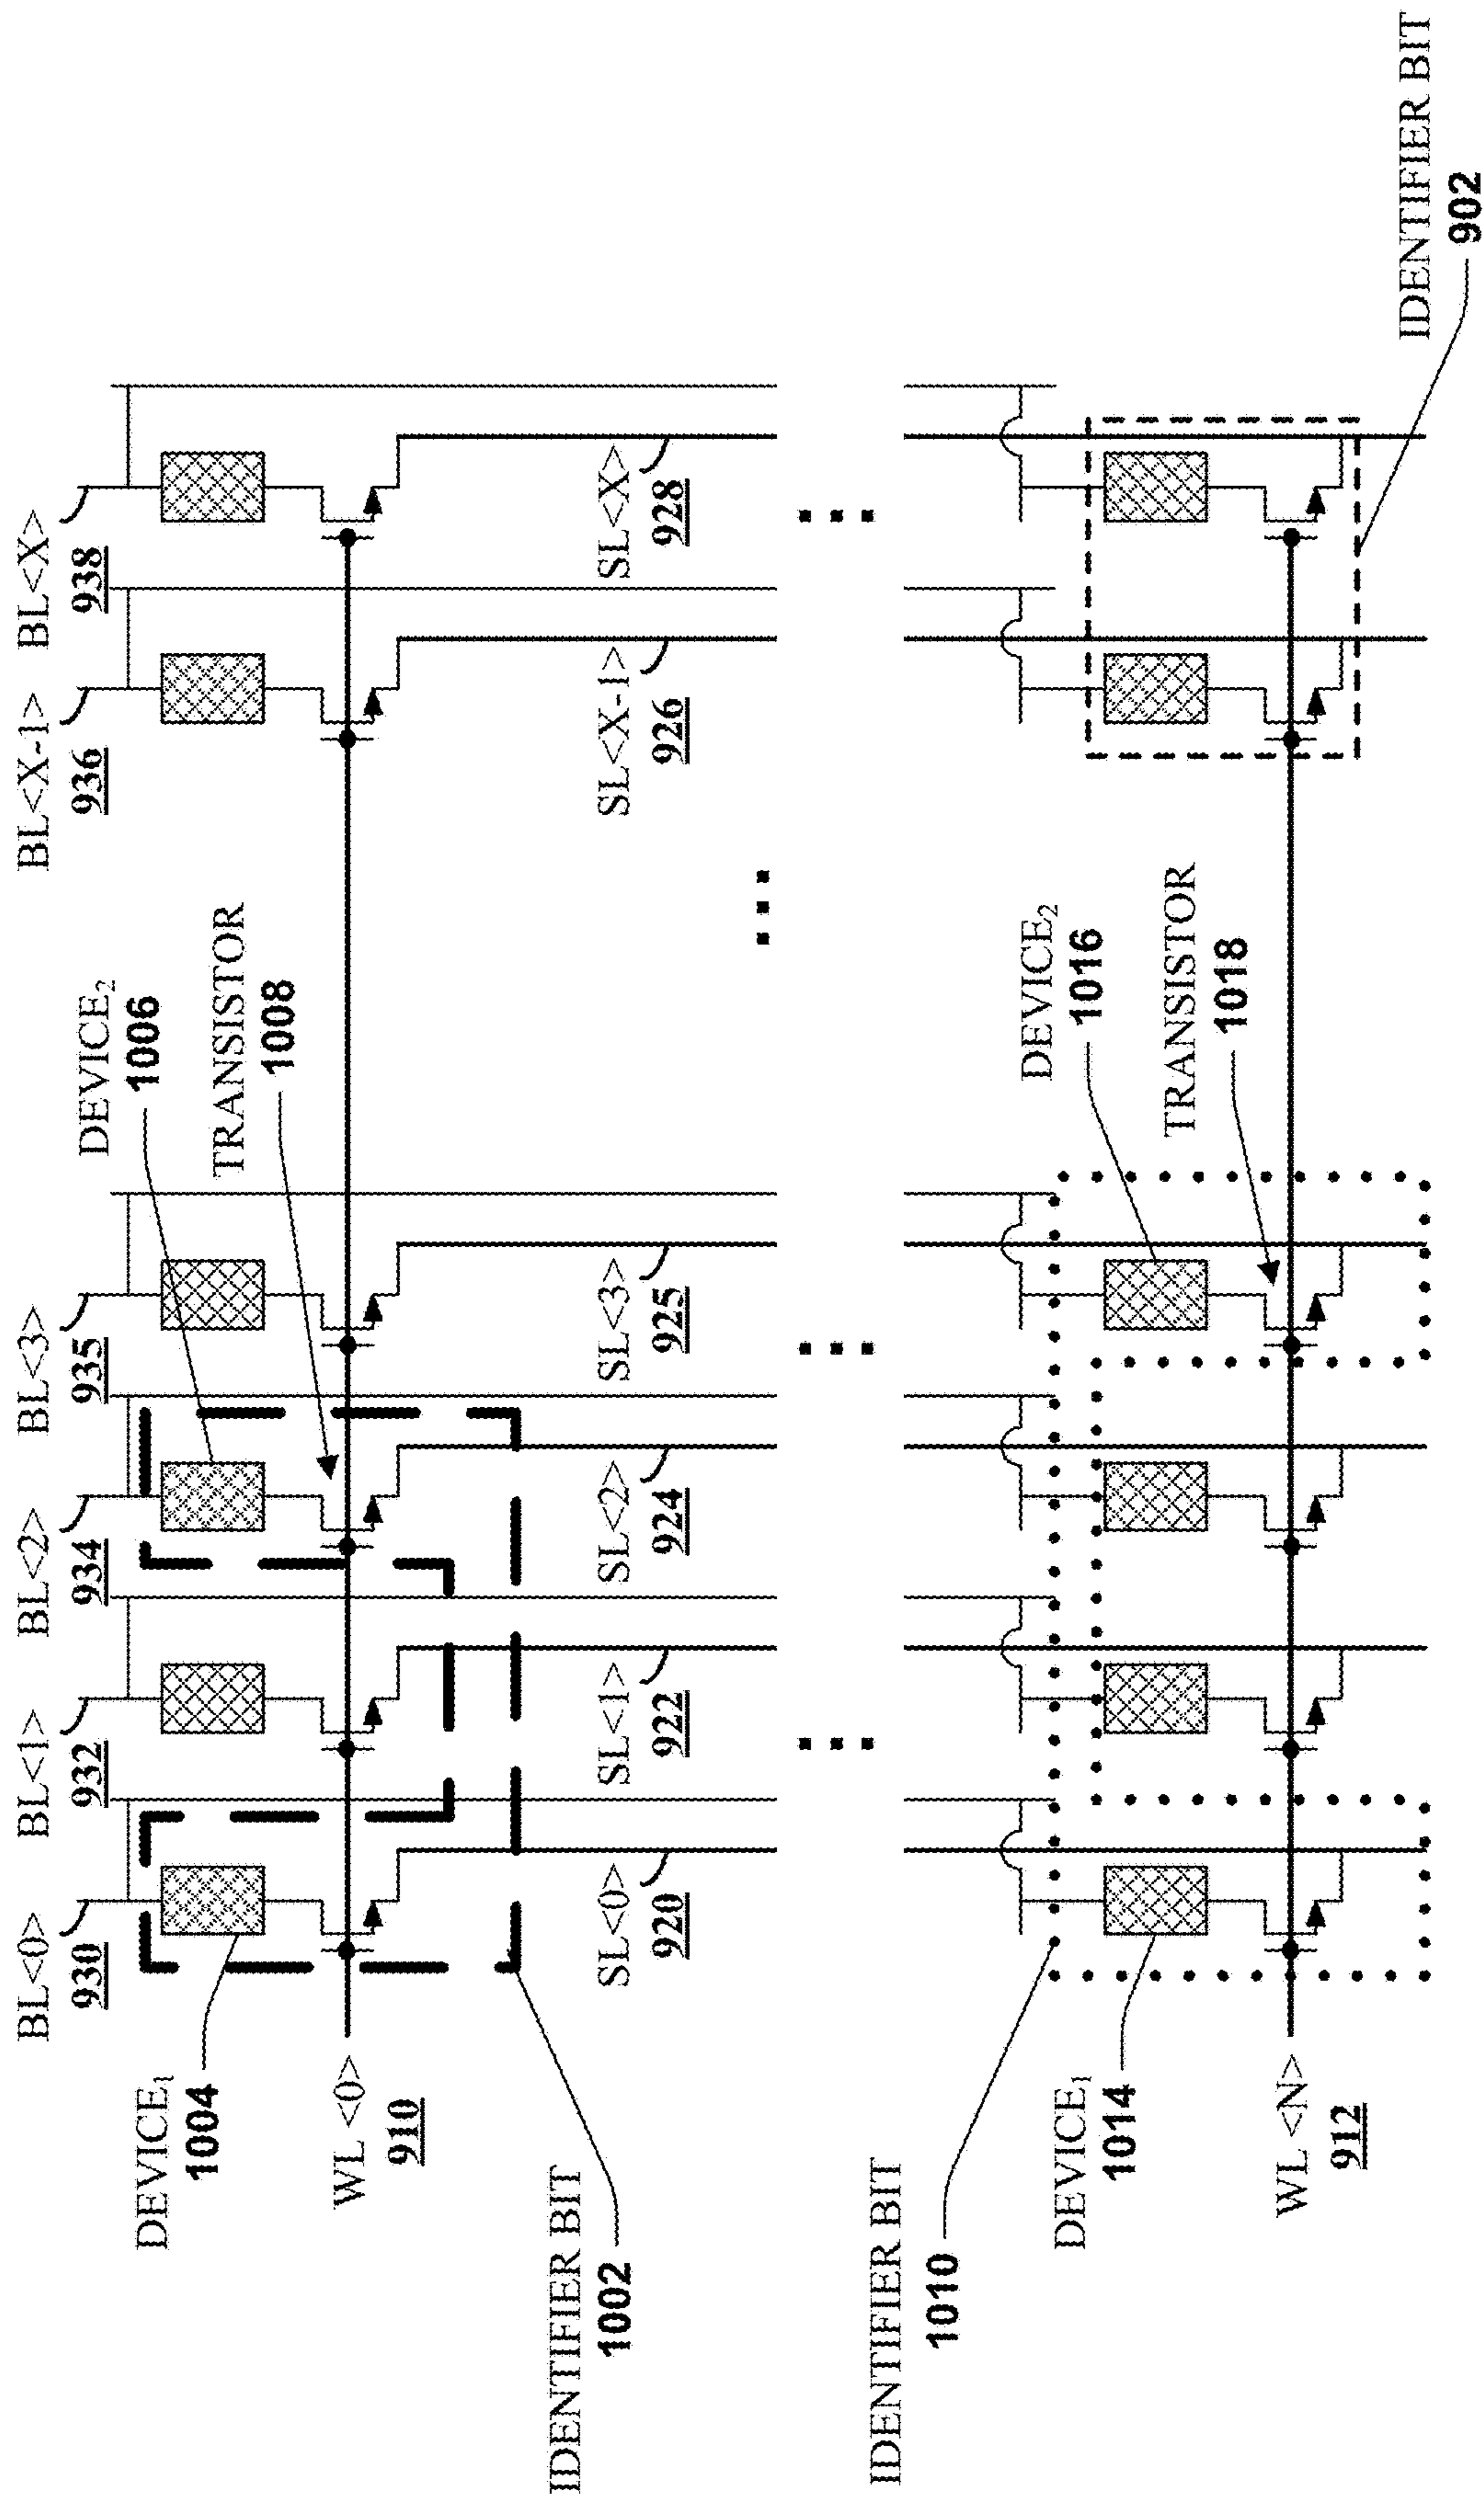 BL<0>
930
BL<1>
932
BL<2>
934
BL<3>
935
BL<X-1>
936
BL<X>
938
DEVICE1
1004
DEVICE2
1006
TRANSISTOR
1008
WL <0>
910
IDENTIFIER BIT
1002
SL<0>
920
SL<1>
922
SL<2>
924
SL<3>
925
SL<X-1>
926
SL<X>
928
IDENTIFIER BIT
1010
DEVICE1
1014
DEVICE2
1016
TRANSISTOR
1018
WL <N>
912
IDENTIFIER BIT
902